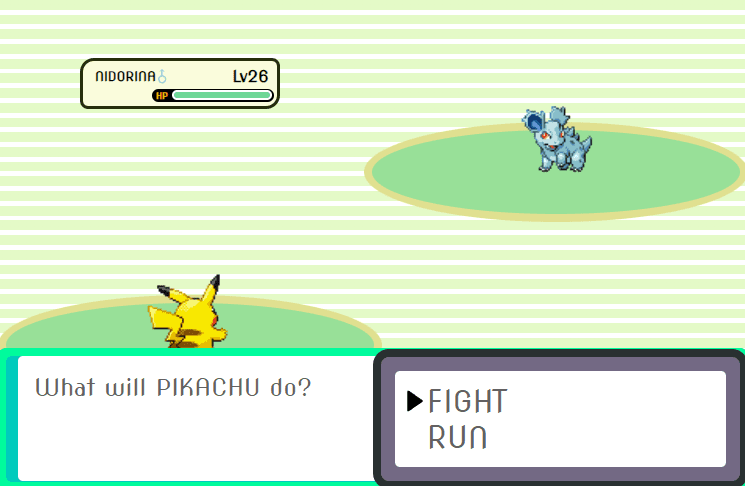 NIDORINA♂ Lv26
HP
What will PIKACHU do?
▶FIGHT
RUN